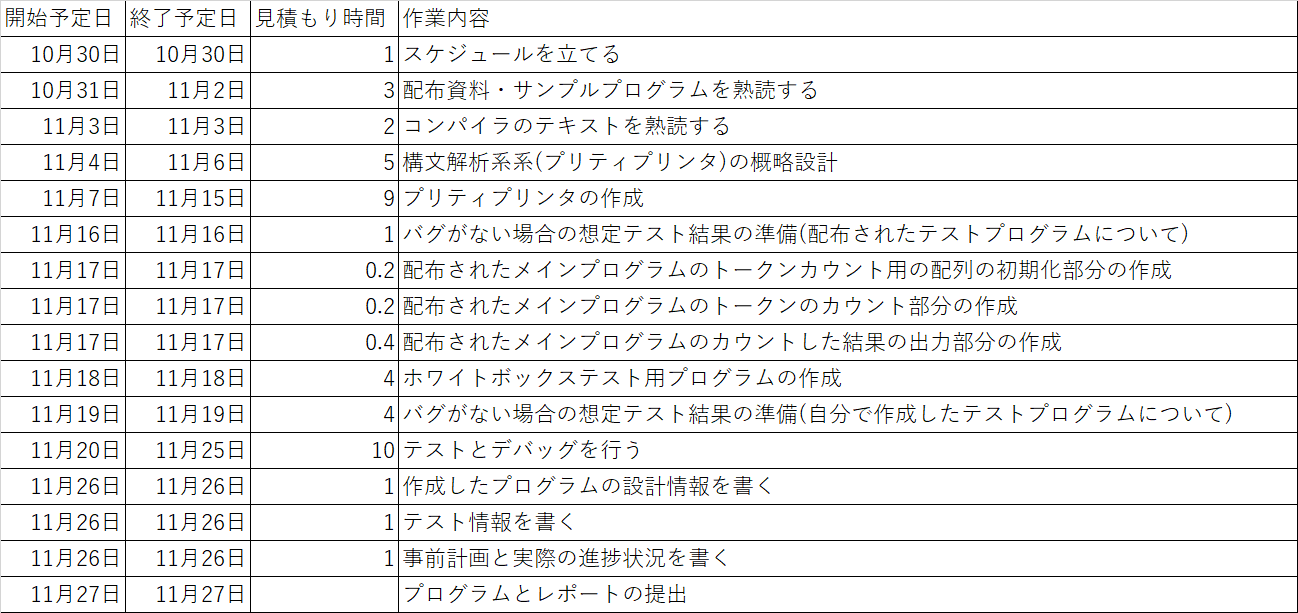 開始予定日 終了予定日 見積もり時間 作業内容
10月30日 10月30日 1 スケジュールを立てる
10月31日 11月2日 3 配布資料・サンプルプログラムを熟読する
11月3日 11月3日 2 コンパイラのテキストを熟読する
11月4日 11月6日 5 構文解析系系(プリティプリンタ)の概略設計
11月7日 11月15日 9 プリティプリンタの作成
11月16日 11月16日 1 バグがない場合の想定テスト結果の準備(配布されたテストプログラムについて)
11月17日 11月17日 0.2 配布されたメインプログラムのトークンカウント用の配列の初期化部分の作成
11月17日 11月17日 0.2 配布されたメインプログラムのトークンのカウント部分の作成
11月17日 11月17日 0.4 配布されたメインプログラムのカウントした結果の出力部分の作成
11月18日 11月18日 4 ホワイトボックステスト用プログラムの作成
11月19日 11月19日 4 バグがない場合の想定テスト結果の準備(自分で作成したテストプログラムについて)
11月20日 11月25日 10 テストとデバッグを行う
11月26日 11月26日 1 作成したプログラムの設計情報を書く
11月26日 11月26日 1 テスト情報を書く
11月26日 11月26日 1 事前計画と実際の進捗状況を書く
11月27日 11月27日 プログラムとレポートの提出